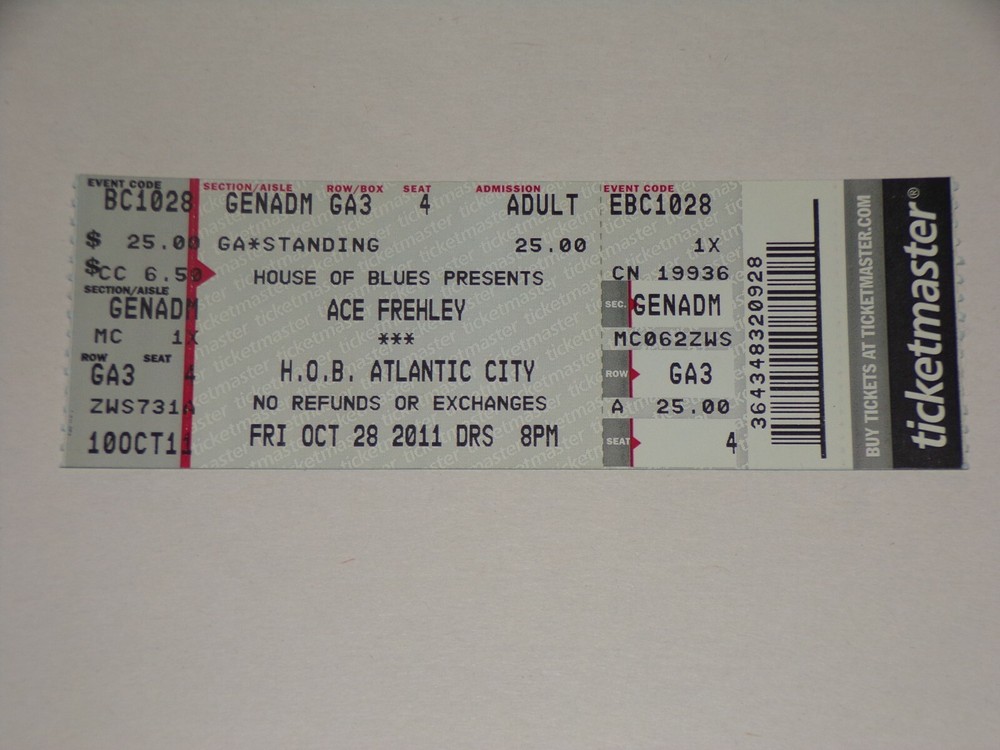 EVENT CODE
BC1028
$ 25.00
$CC 6.50
SECTION/AISLE
GENADM
MC 1X
ROW SEAT
GA3 4
ZWS731A
10OCT11
SECTION/AISLE ROW/BOX SEAT ADMISSION
GENADM GA3 4 ADULT
GA*STANDING 25.00
HOUSE OF BLUES PRESENTS
ACE FREHLEY
***
H.O.B. ATLANTIC CITY
NO REFUNDS OR EXCHANGES
FRI OCT 28 2011 DRS 8PM
EVENT CODE
EBC1028
1X
CN 19936
SEC. GENADM
MC062ZWS
ROW GA3
A 25.00
SEAT 4
364348320928
BUY TICKETS AT TICKETMASTER.COM
ticketmaster®